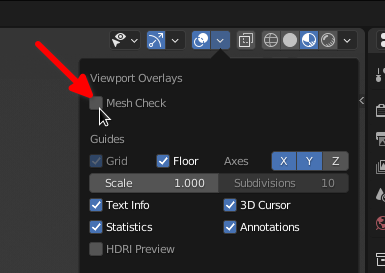 Viewport Overlays
Mesh Check
Guides
Grid Floor Axes X Y Z
Scale 1.000 Subdivisions 10
Text Info 3D Cursor
Statistics Annotations
HDRI Preview